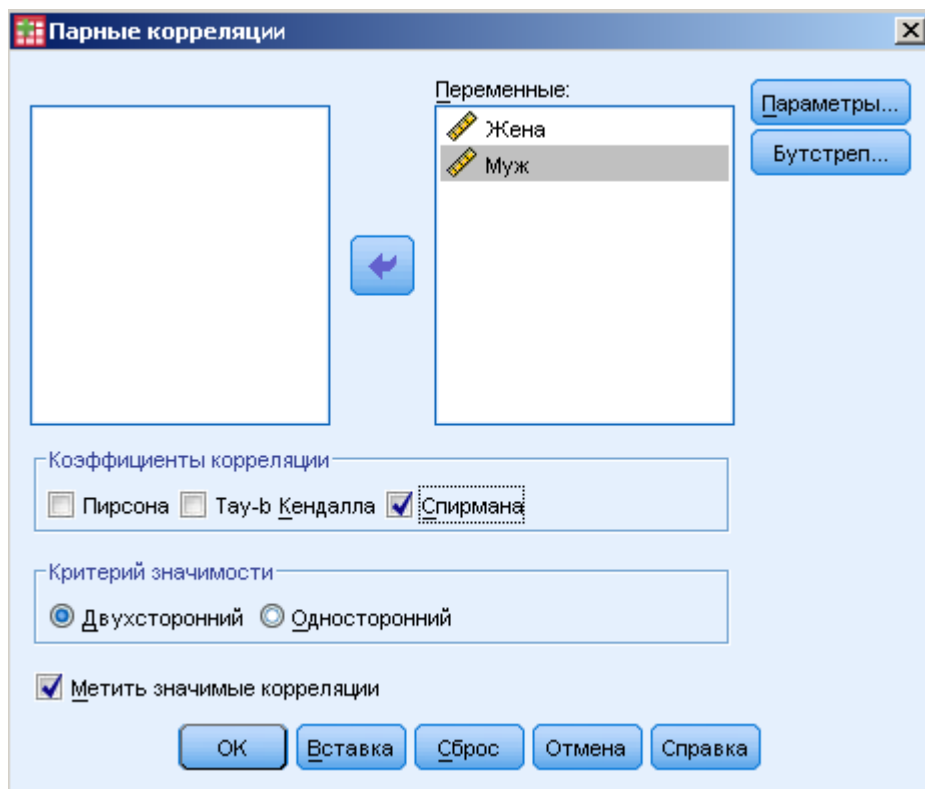 Парные корреляции
Переменные:
Жена
Муж
Параметры...
Бутстреп...
Коэффициенты корреляции
Пирсона Тау-b Кендалла Спирмана
Критерий значимости
Двухсторонний Односторонний
Метить значимые корреляции
ОК Вставка Сброс Отмена Справка